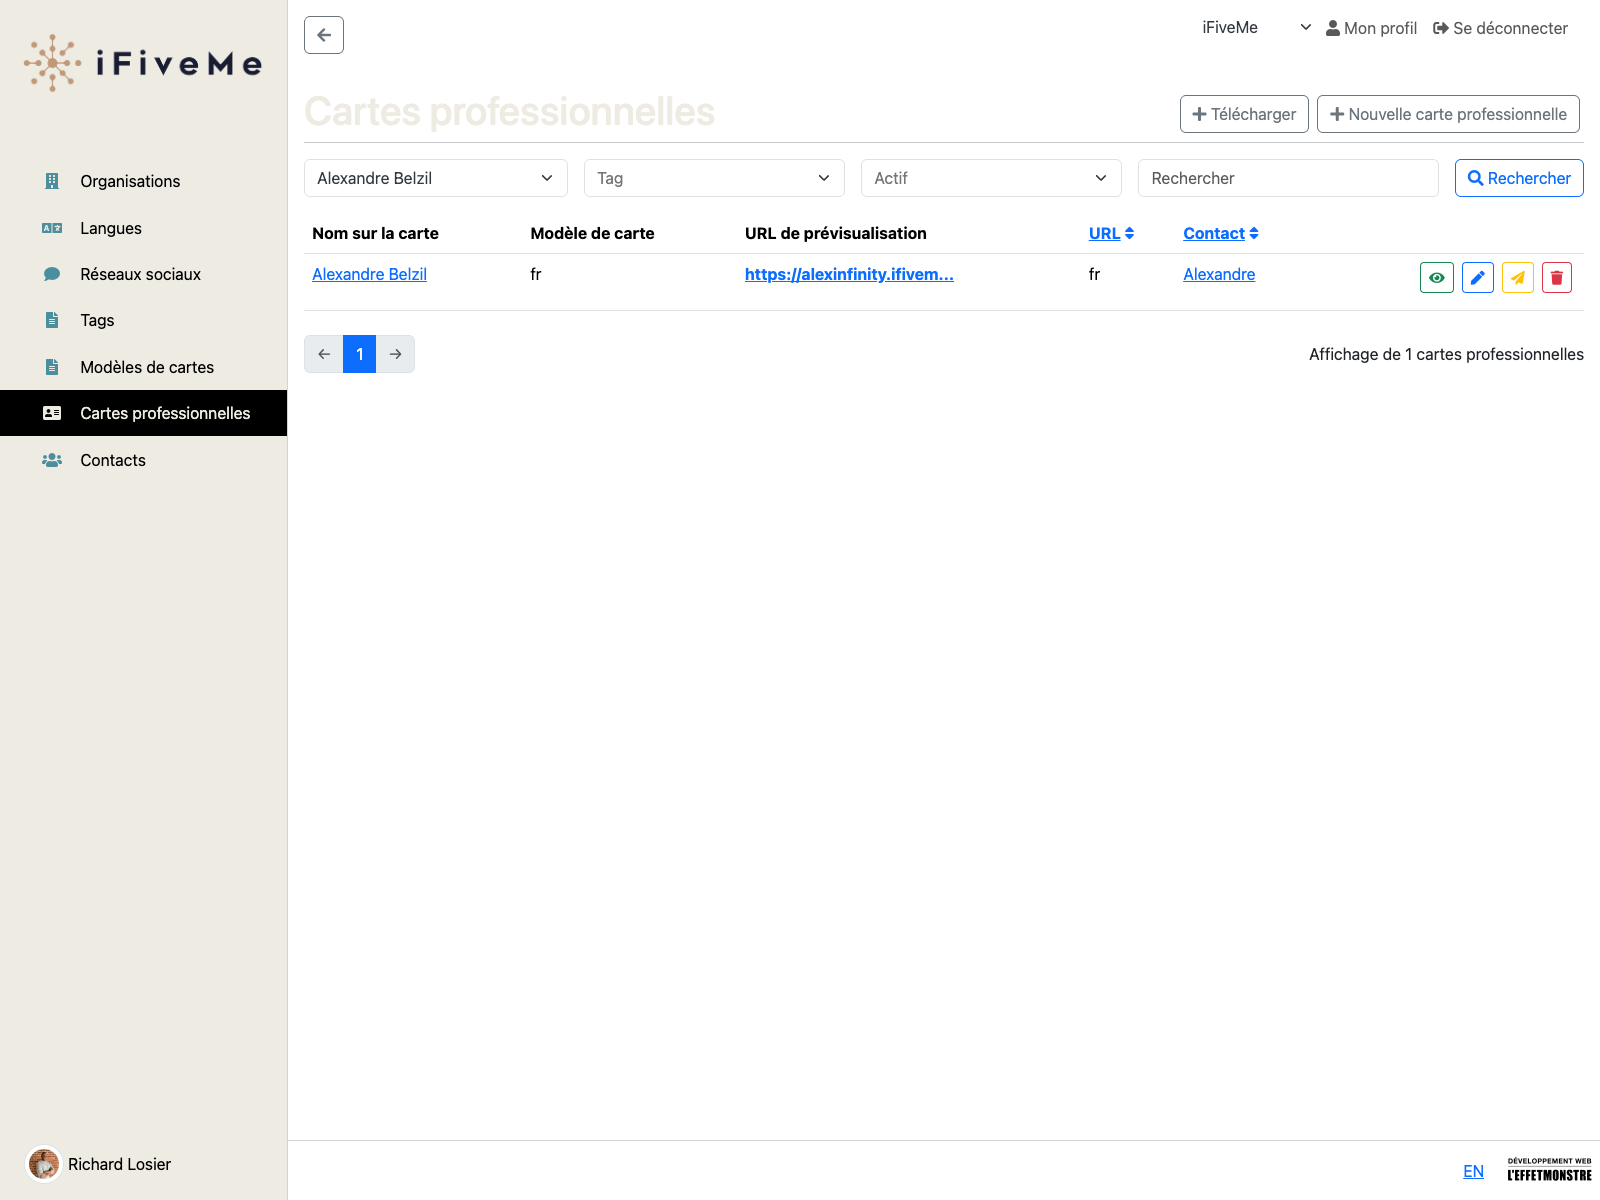 iFiveMe
Organisations
Langues
Réseaux sociaux
Tags
Modèles de cartes
Cartes professionnelles
Contacts
Richard Losier
iFiveMe
Mon profil
Se déconnecter
Cartes professionnelles
Télécharger
Nouvelle carte professionnelle
Alexandre Belzil
Tag
Actif
Rechercher
Rechercher
Nom sur la carte
Modèle de carte
URL de prévisualisation
URL
Contact
Alexandre Belzil
fr
https://alexinfinity.ifivem...
fr
Alexandre
1
Affichage de 1 cartes professionnelles
EN
DÉVELOPPEMENT WEB
L'EFFETMONSTRE